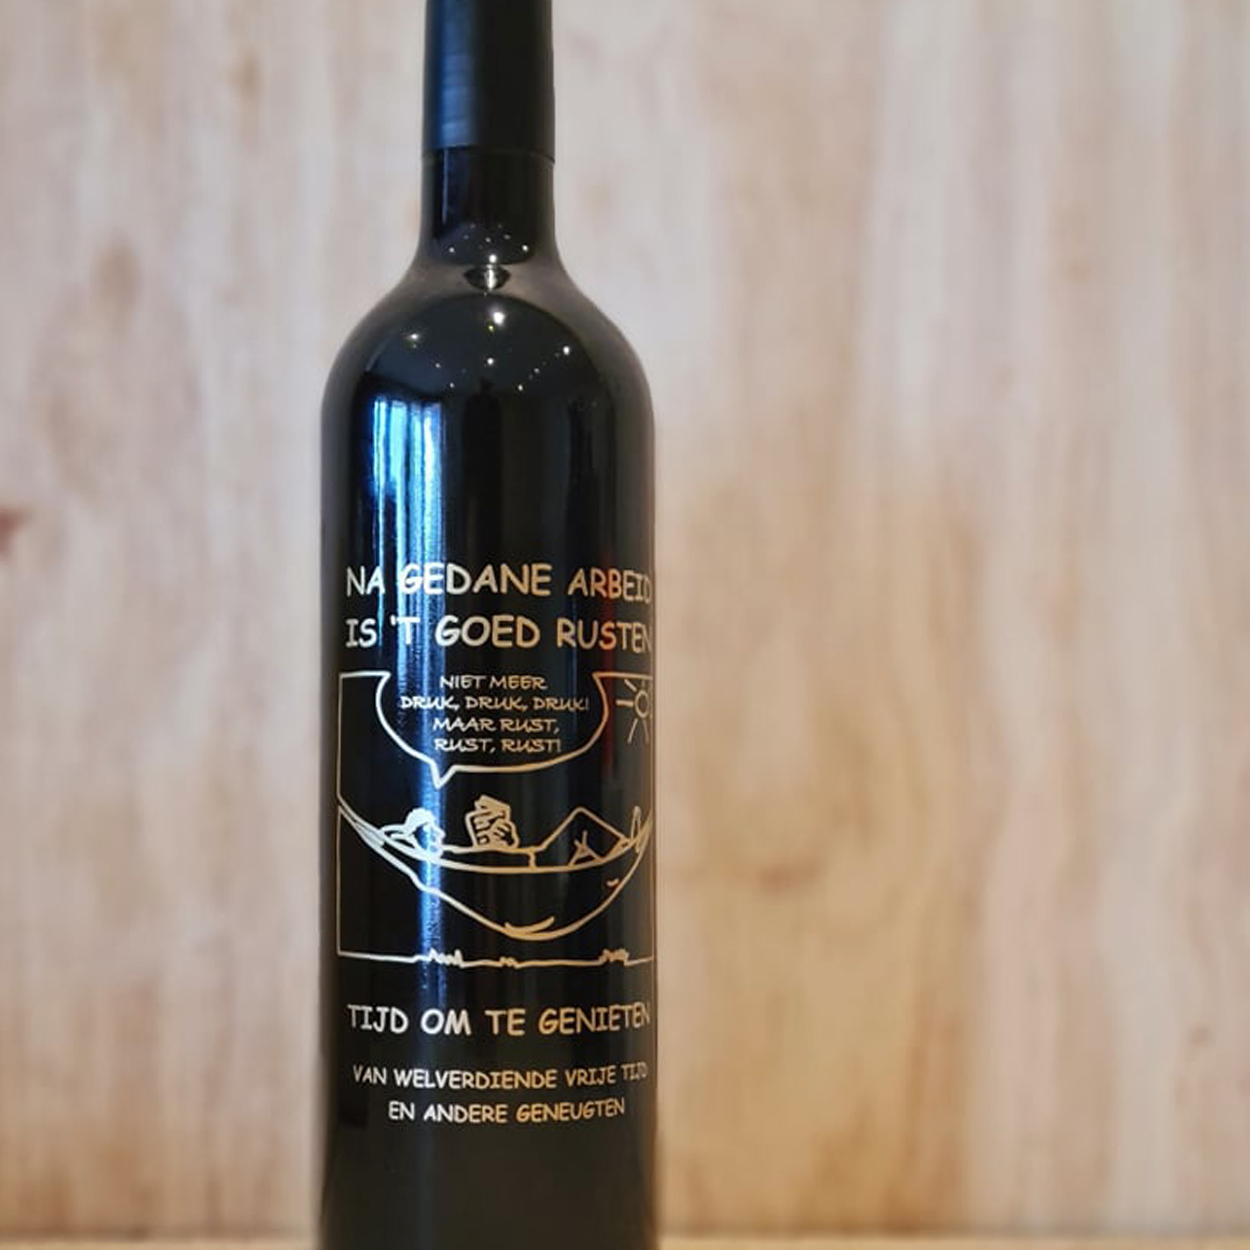 NA GEDANE ARBEID
IS 'T GOED RUSTEN
NIET MEER
DRUK, DRUK, DRUK!
MAAR RUST,
RUST, RUST!
TIJD OM TE GENIETEN
VAN WELVERDIENDE VRIJE TIJD
EN ANDERE GENEUGTEN